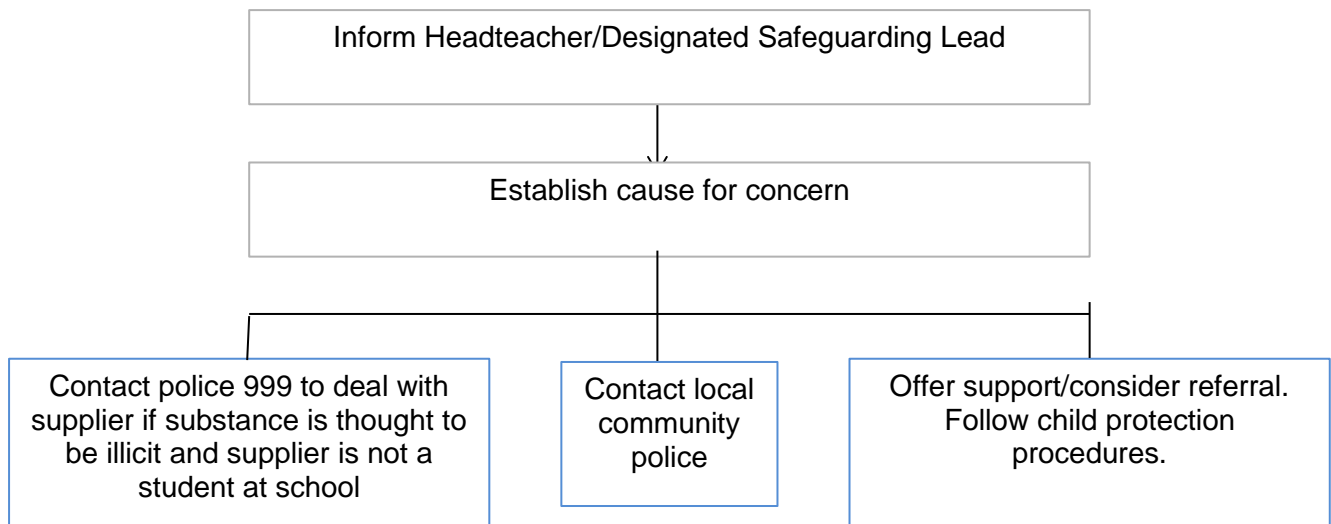 Inform Headteacher/Designated Safeguarding Lead
Establish cause for concern
Contact police 999 to deal with
supplier if substance is thought to
be illicit and supplier is not a
student at school
Contact local
community
police
Offer support/consider referral.
Follow child protection
procedures.